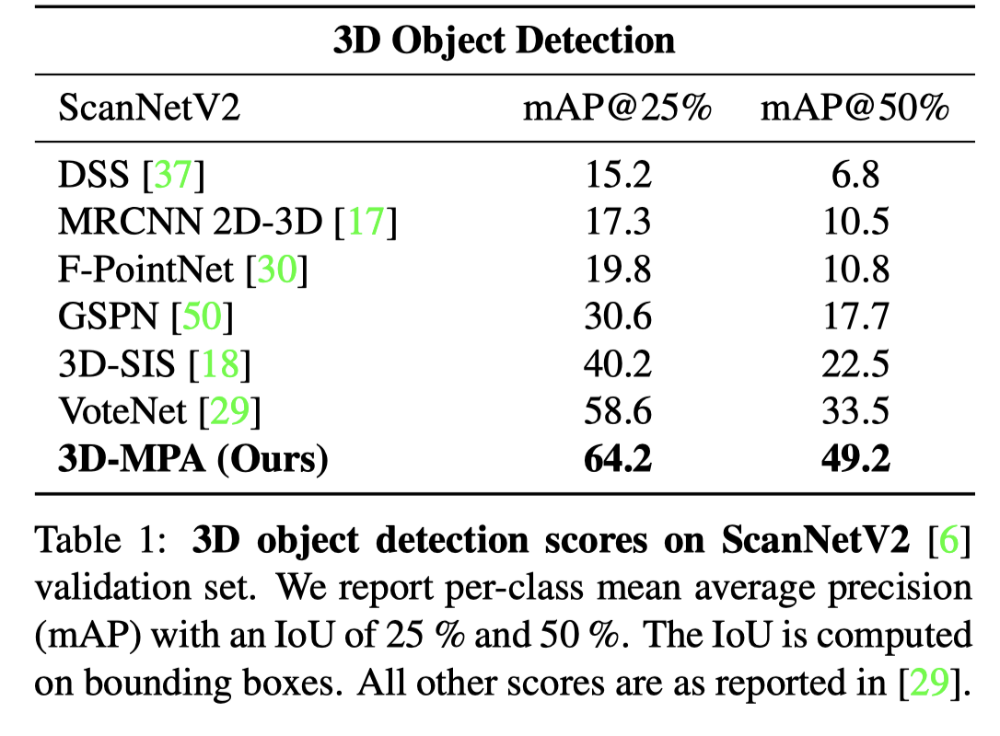 3D Object Detection
ScanNetV2 mAP@25% mAP@50%
DSS [37] 15.2 6.8
MRCNN 2D-3D [17] 17.3 10.5
F-PointNet [30] 19.8 10.8
GSPN [50] 30.6 17.7
3D-SIS [18] 40.2 22.5
VoteNet [29] 58.6 33.5
3D-MPA (Ours) 64.2 49.2
Table 1: 3D object detection scores on ScanNetV2 [6]
validation set. We report per-class mean average precision
(mAP) with an IoU of 25 % and 50 %. The IoU is computed
on bounding boxes. All other scores are as reported in [29].